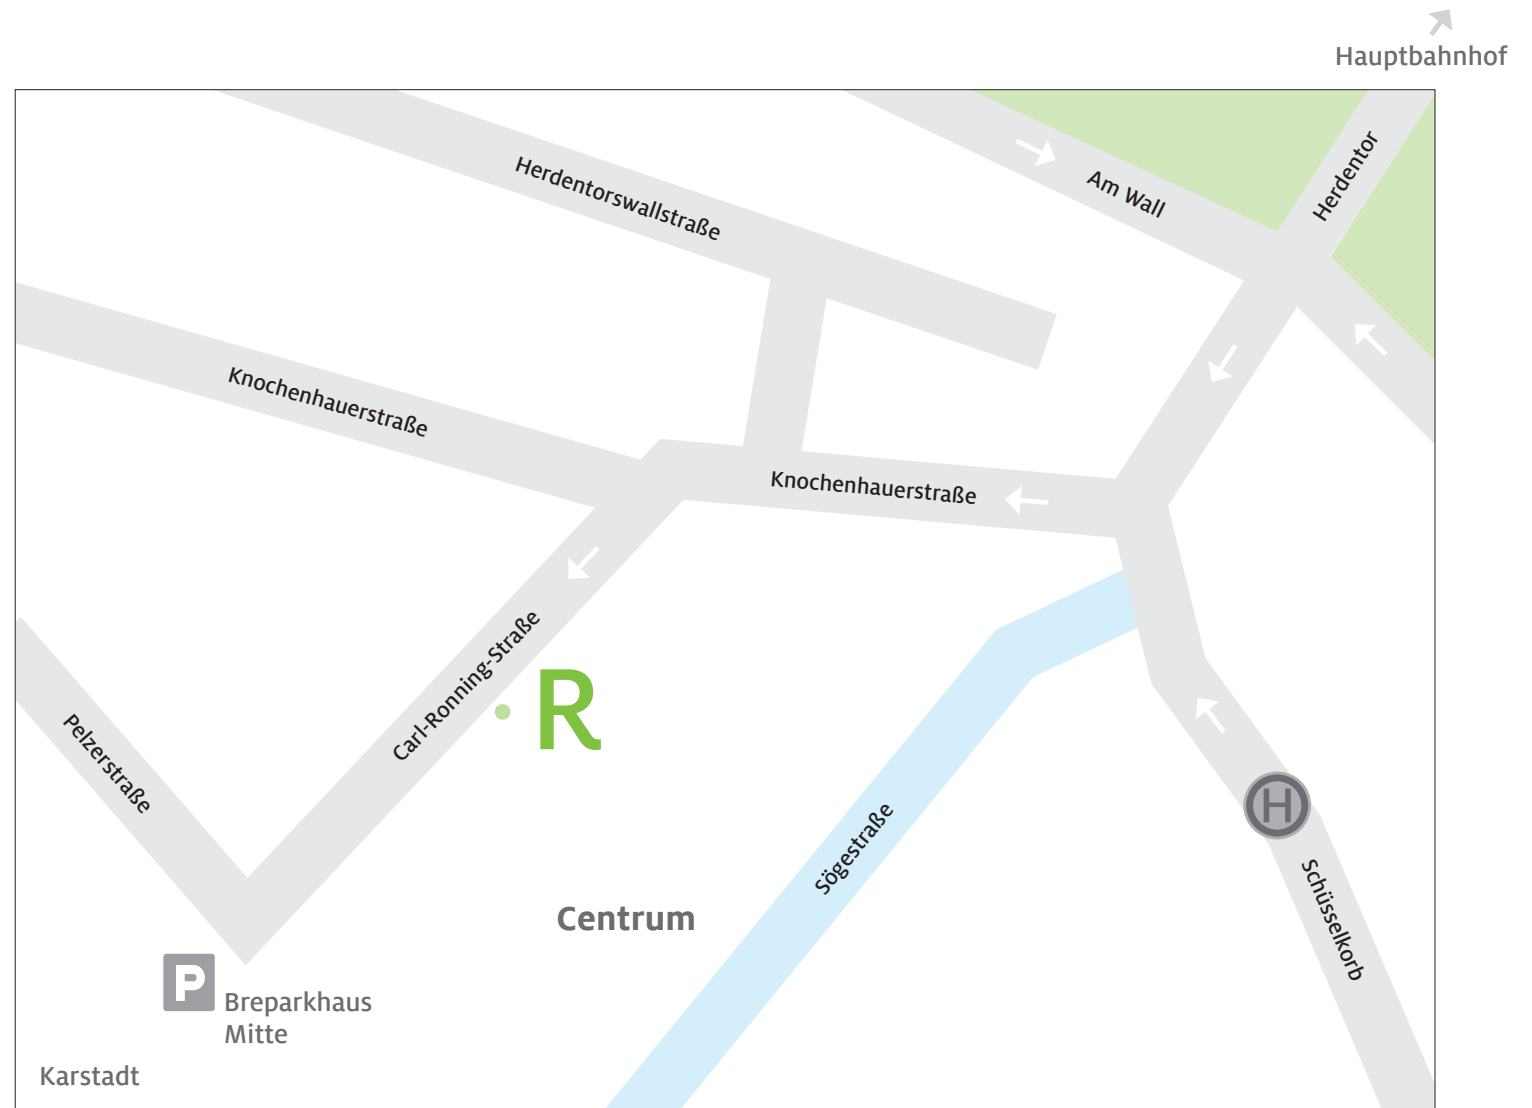 Hauptbahnhof
Herdentorswallstraße
Am Wall
Herdentor
Knochenhauerstraße
Knochenhauerstraße
Carl-Ronning-Straße
R
Pelzerstraße
Sögestraße
H
Schüsselkorb
Centrum
P
Breparkhaus
Mitte
Karstadt